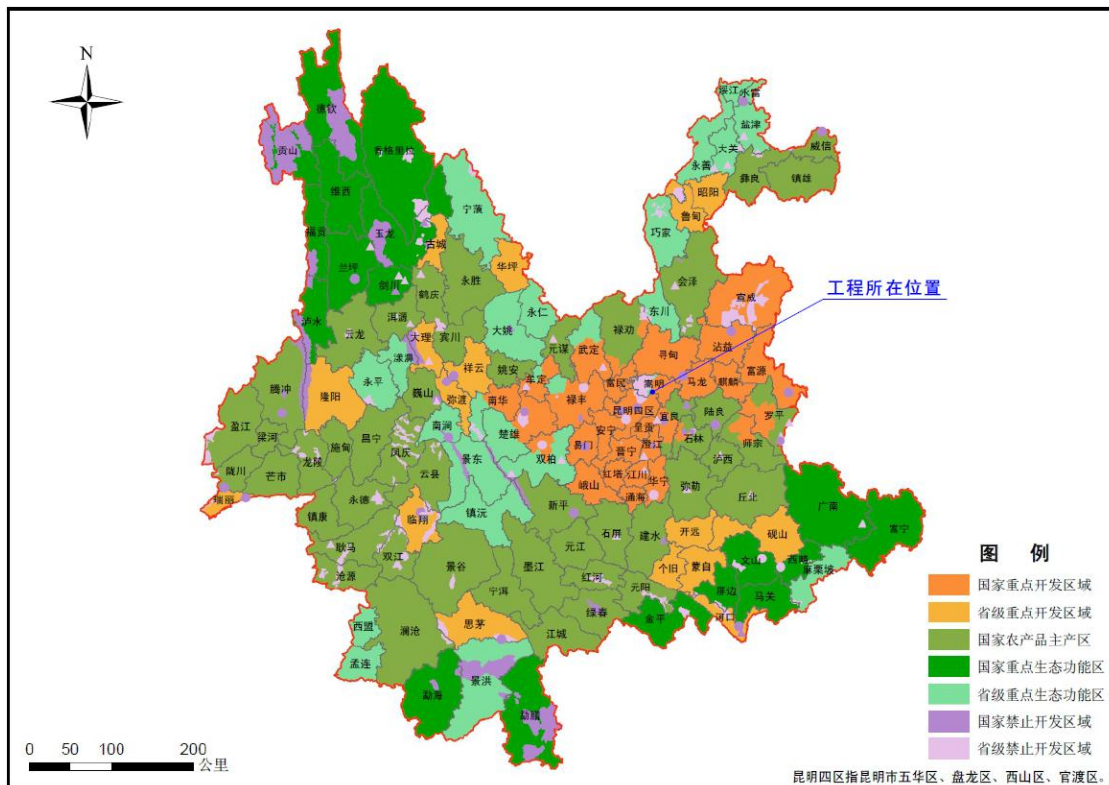 N
德钦
贡山
香格里拉
维西
福贡
玉龙
兰坪
剑川
泸水
宁蒗
古城
华坪
永胜
鹤庆
洱源
云龙
大理
宾川
漾濞
永平
祥云
巍山
弥渡
南涧
腾冲
隆阳
盈江
梁河
龙陵
施甸
昌宁
凤庆
云县
陇川
芒市
瑞丽
永德
镇康
临翔
耿马
双江
沧源
绥江
水富
盐津
大关
永善
威信
彝良
镇雄
昭阳
鲁甸
巧家
会泽
宣威
工程所在位置
东川
禄劝
永仁
大姚
元谋
武定
寻甸
沾益
姚安
牟定
富民
嵩明
马龙
麒麟
富源
南华
禄丰
昆明四区
宜良
陆良
罗平
楚雄
安宁
呈贡
双柏
易门
晋宁
澄江
石林
师宗
景东
峨山
红塔
江川
华宁
通海
弥勒
泸西
丘北
镇沅
新平
石屏
建水
开远
砚山
广南
富宁
元江
个旧
蒙自
文山
西畴
麻栗坡
景谷
墨江
红河
元阳
屏边
马关
宁洱
绿春
金平
河口
思茅
江城
澜沧
西盟
孟连
勐海
景洪
勐腊
图 例
国家重点开发区域
省级重点开发区域
国家农产品主产区
国家重点生态功能区
省级重点生态功能区
国家禁止开发区域
省级禁止开发区域
0 50 100 200
公里
昆明四区指昆明市五华区、盘龙区、西山区、官渡区。